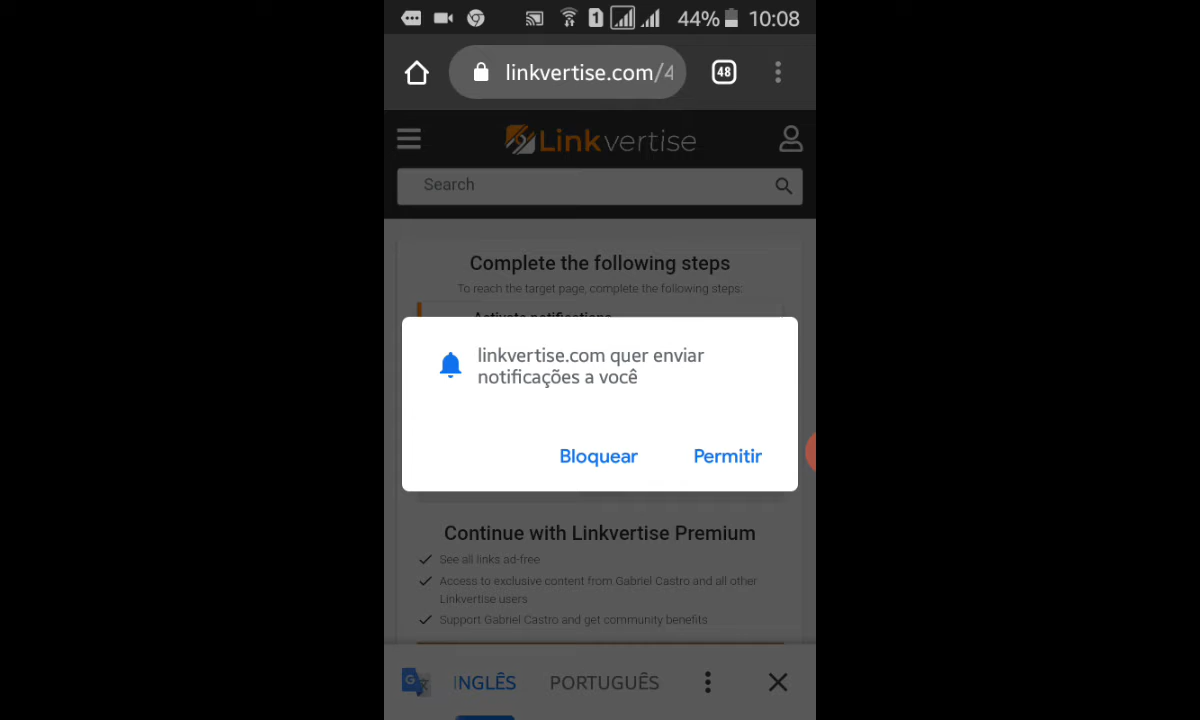 1 44% 10:08
linkvertise.com/4 48
Linkvertise
Search
Complete the following steps
To reach the target page, complete the following steps:
Activate notifications
linkvertise.com quer enviar
notificações a você
Bloquear Permitir
Continue with Linkvertise Premium
See all links ad-free
Access to exclusive content from Gabriel Castro and all other
Linkvertise users
Support Gabriel Castro and get community benefits
INGLÊS PORTUGUÊS